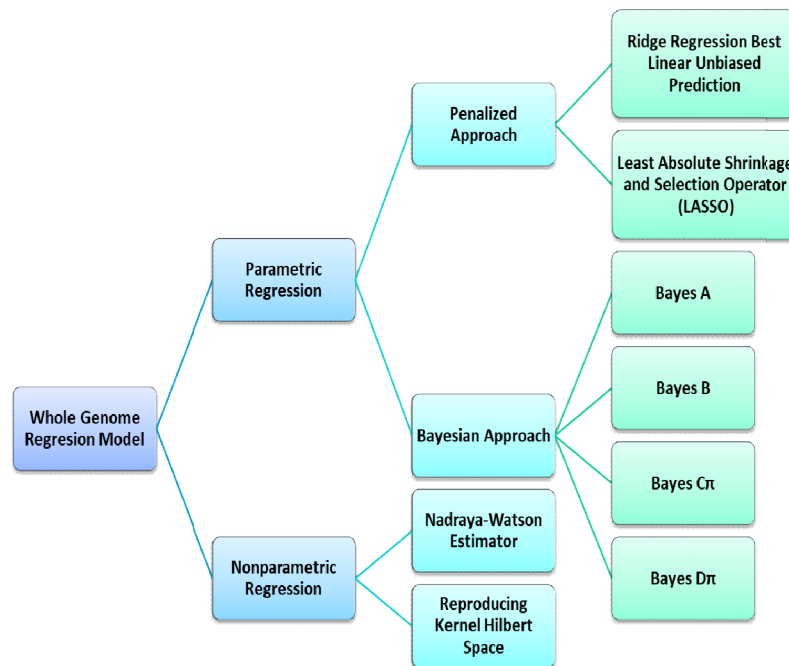 Ridge Regression Best
Linear Unbiased
Prediction
Penalized
Approach
Least Absolute Shrinkage
and Selection Operator
(LASSO)
Parametric
Regression
Bayes A
Bayes B
Whole Genome
Regresion Model
Bayesian Approach
Bayes Cπ
Nadraya-Watson
Estimator
Nonparametric
Regression
Bayes Dπ
Reproducing
Kernel Hilbert
Space